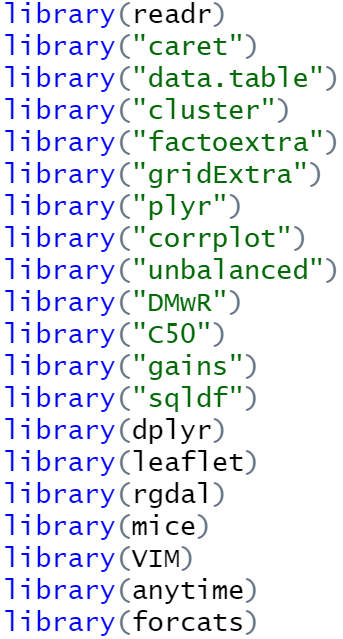 library(readr)
library("caret")
library("data.table")
library("cluster")
library("factoextra")
library("gridExtra")
library("plyr")
library("corrplot")
library("unbalanced")
library("DMwR")
library("C50")
library("gains")
library("sqldf")
library(dplyr)
library(leaflet)
library(rgdal)
library(mice)
library(VIM)
library(anytime)
library(forcats)